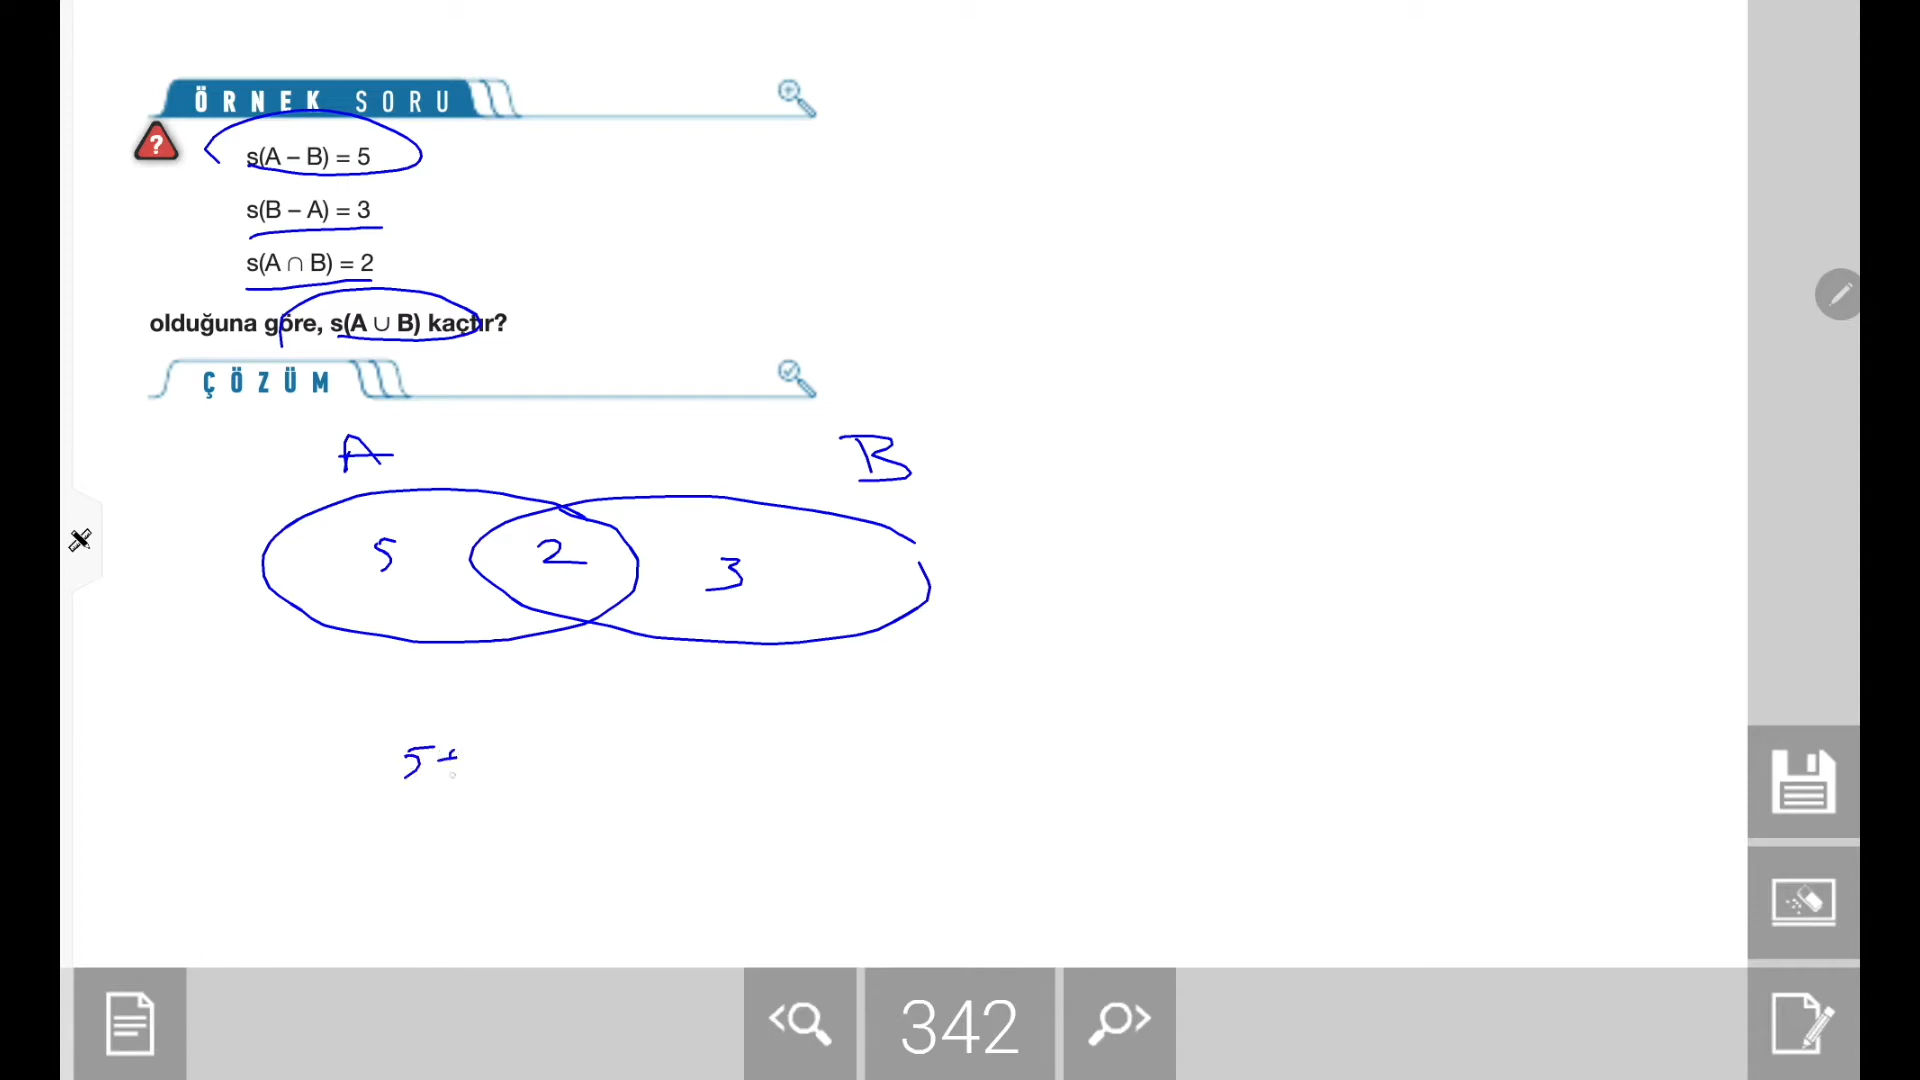 ÖRNEK SORU
?
s(A – B) = 5
s(B – A) = 3
s(A ∩ B) = 2
olduğuna göre, s(A ∪ B) kaçtır?
ÇÖZÜM
A B
5 2 3
5+
342